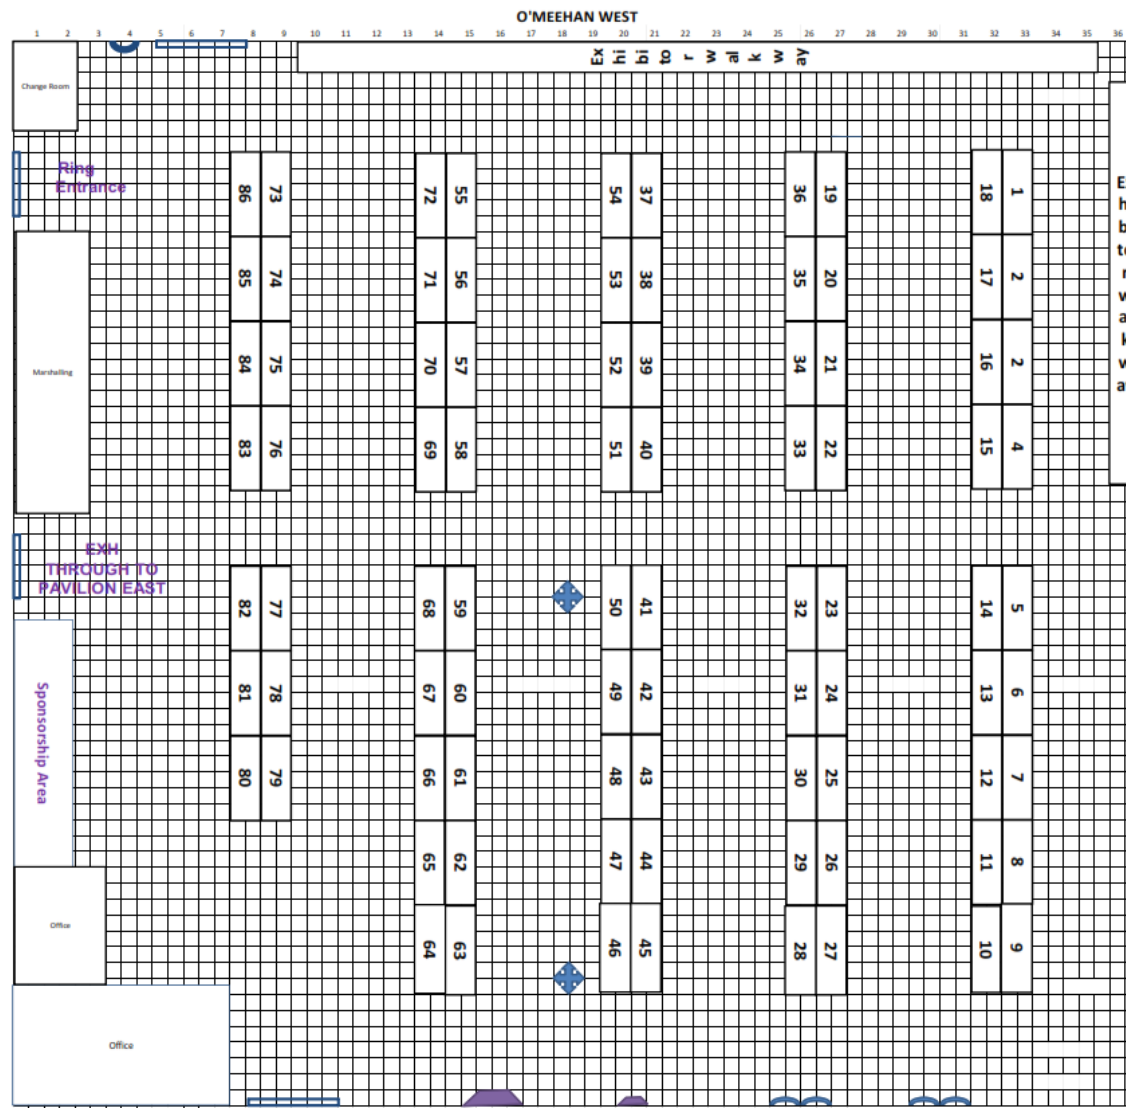 O'MEEHAN WEST
1 2 3 4 5 6 7 8 9 10 11 12 13 14 15 16 17 18 19 20 21 22 23 24 25 26 27 28 29 30 31 32 33 34 35 36
Ex hi bi to r w al k w ay
Change Room
Ring
Entrance
86 73 72 55 54 37 36 19 18 1
85 74 71 56 53 38 35 20 17 2
84 75 70 57 52 39 34 21 16 2
Marshalling
83 76 69 58 51 40 33 22 15 4
EXH
THROUGH TO
PAVILION EAST
82 77 68 59 50 41 32 23 14 5
81 78 67 60 49 42 31 24 13 6
Sponsorship Area
80 79 66 61 48 43 30 25 12 7
65 62 47 44 29 26 11 8
Office
64 63 46 45 28 27 10 9
Office